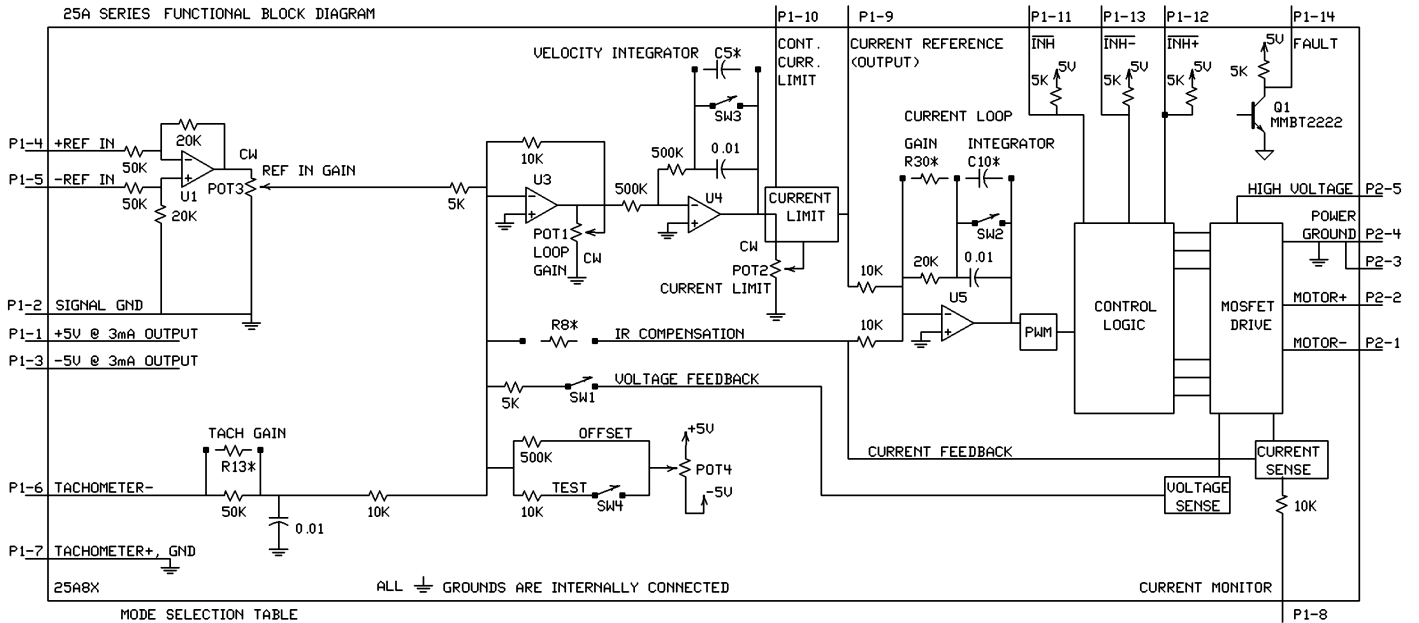 25A SERIES FUNCTIONAL BLOCK DIAGRAM
P1-10
P1-9
P1-11
P1-13
P1-12
P1-14
VELOCITY INTEGRATOR
C5*
CONT.
CURR.
LIMIT
CURRENT REFERENCE
(OUTPUT)
INH
INH-
INH+
5V
FAULT
5K
5V
5K
5V
5K
5V
5K
SW3
Q1
MMBT2222
CURRENT LOOP
P1-4
+REF IN
50K
20K
CW
10K
500K
0.01
GAIN
R30*
INTEGRATOR
C10*
P1-5
-REF IN
50K
U1
POT3
REF IN GAIN
20K
5K
U3
500K
U4
CURRENT
LIMIT
HIGH VOLTAGE
P2-5
POT1
LOOP
GAIN
CW
CW
POT2
CURRENT LIMIT
SW2
POWER
GROUND
P2-4
P2-3
10K
20K
0.01
U5
P1-2
SIGNAL GND
CONTROL
LOGIC
MOSFET
DRIVE
MOTOR+
P2-2
P1-1
+5V @ 3mA OUTPUT
R8*
IR COMPENSATION
10K
PWM
MOTOR-
P2-1
P1-3
-5V @ 3mA OUTPUT
5K
SW1
VOLTAGE FEEDBACK
TACH GAIN
R13*
OFFSET
500K
+5V
POT4
-5V
CURRENT FEEDBACK
CURRENT
SENSE
P1-6
TACHOMETER-
50K
10K
TEST
10K
SW4
VOLTAGE
SENSE
10K
0.01
P1-7
TACHOMETER+, GND
25A8X
ALL GROUNDS ARE INTERNALLY CONNECTED
CURRENT MONITOR
MODE SELECTION TABLE
P1-8